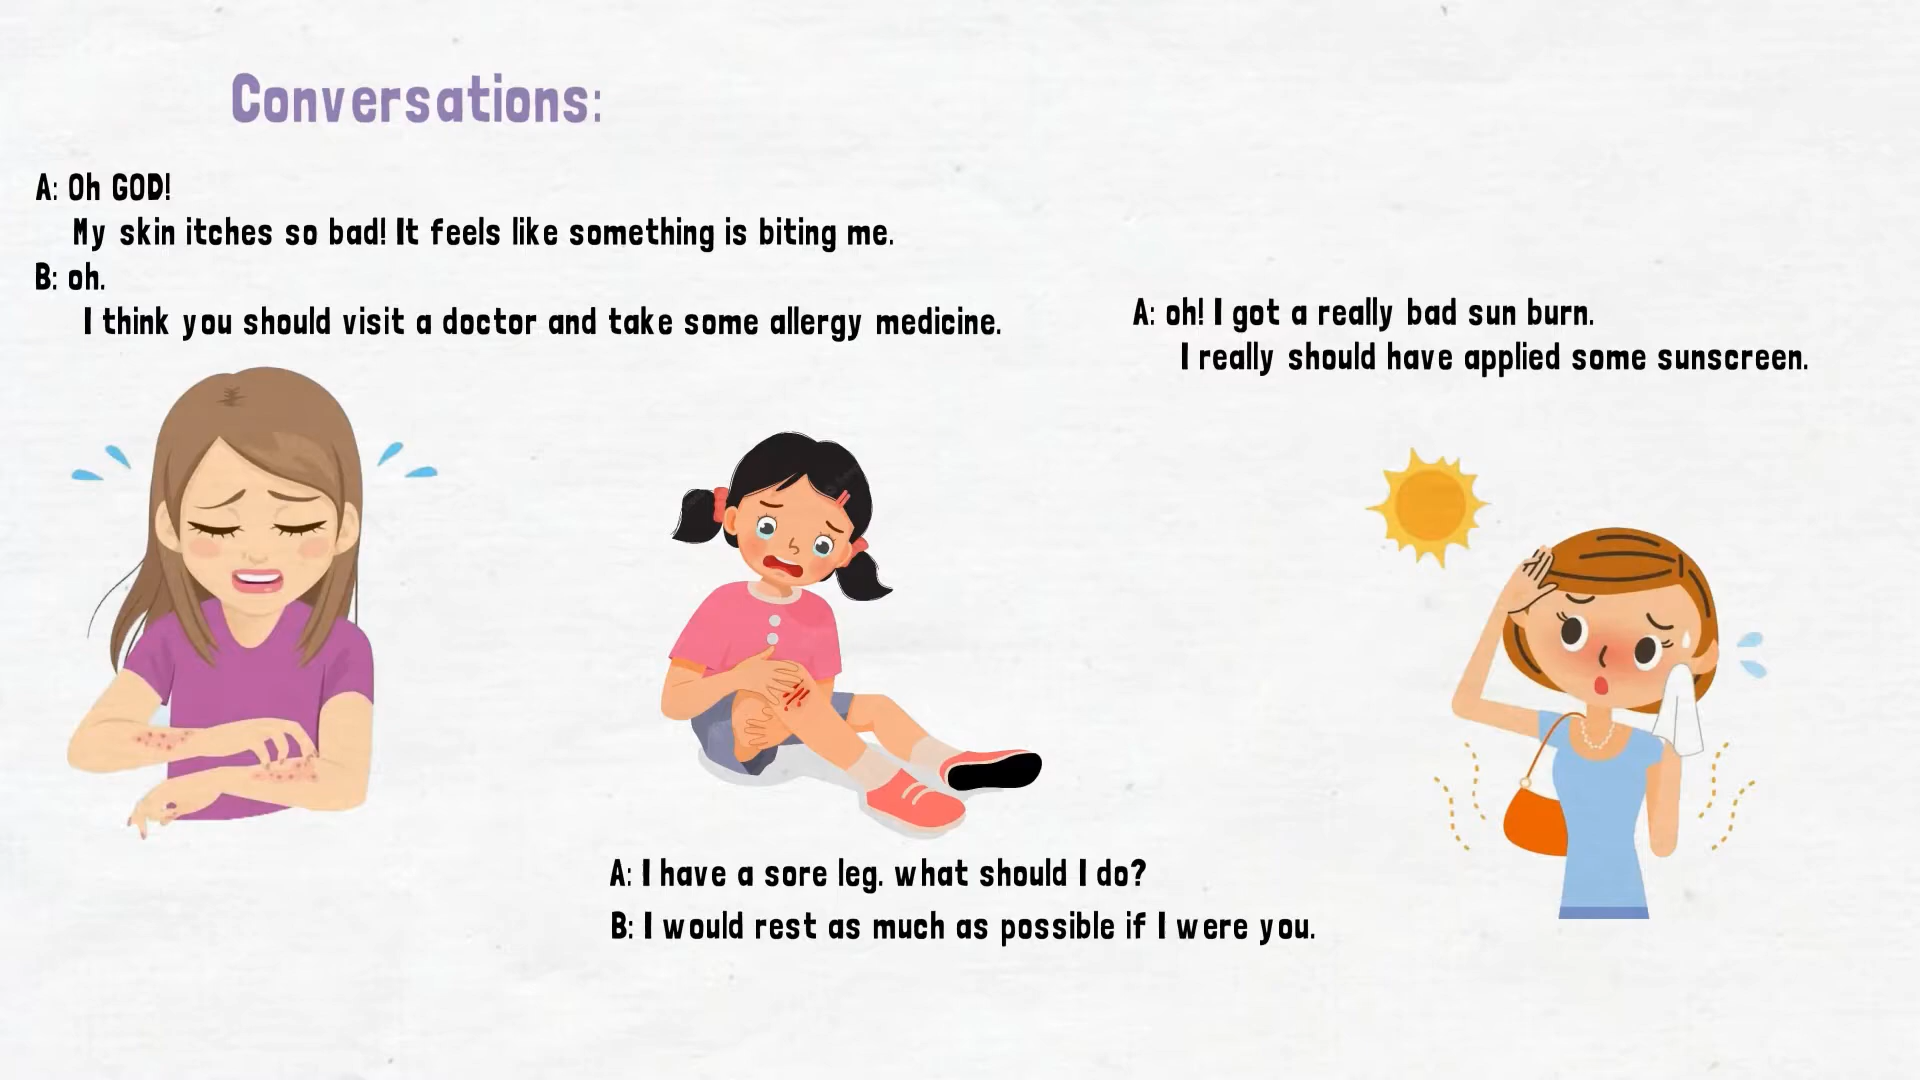 Conversations:
A: Oh GOD!
My skin itches so bad! It feels like something is biting me.
B: oh.
I think you should visit a doctor and take some allergy medicine.
A: oh! I got a really bad sun burn.
I really should have applied some sunscreen.
A: I have a sore leg. what should I do?
B: I would rest as much as possible if I were you.